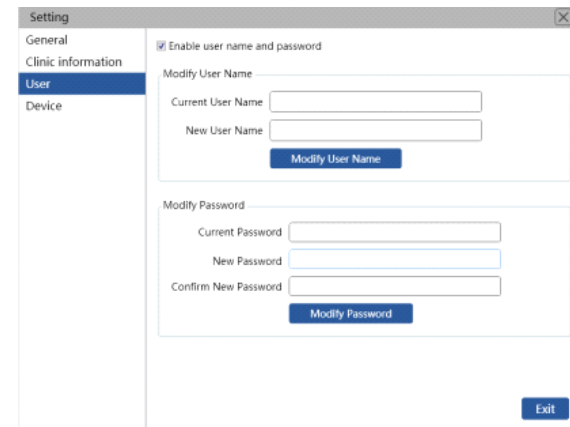 Setting
General
Clinic information
User
Device
Enable user name and password
Modify User Name
Current User Name
New User Name
Modify User Name
Modify Password
Current Password
New Password
Confirm New Password
Modify Password
Exit